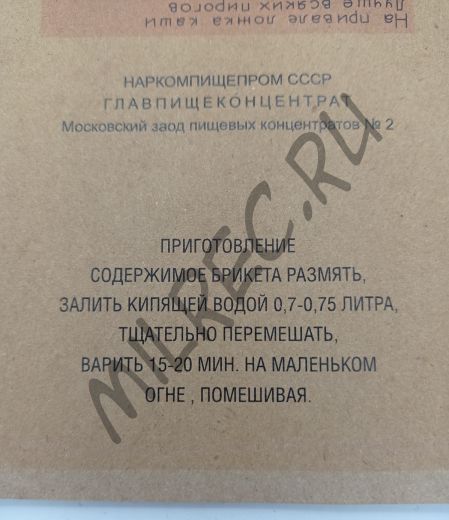 На привале ложка каши
Лучше всяких пирогов
НАРКОМПИЩЕПРОМ СССР
ГЛАВПИЩЕКОНЦЕНТРАТ
Московский заод пищевых концентратов № 2
ПРИГОТОВЛЕНИЕ
СОДЕРЖИМОЕ БРИКЕТА РАЗМЯТЬ,
ЗАЛИТЬ КИПЯЩЕЙ ВОДОЙ 0,7-0,75 ЛИТРА,
ТЩАТЕЛЬНО ПЕРЕМЕШАТЬ,
ВАРИТЬ 15-20 МИН. НА МАЛЕНЬКОМ
ОГНЕ , ПОМЕШИВАЯ.
MILREC.RU